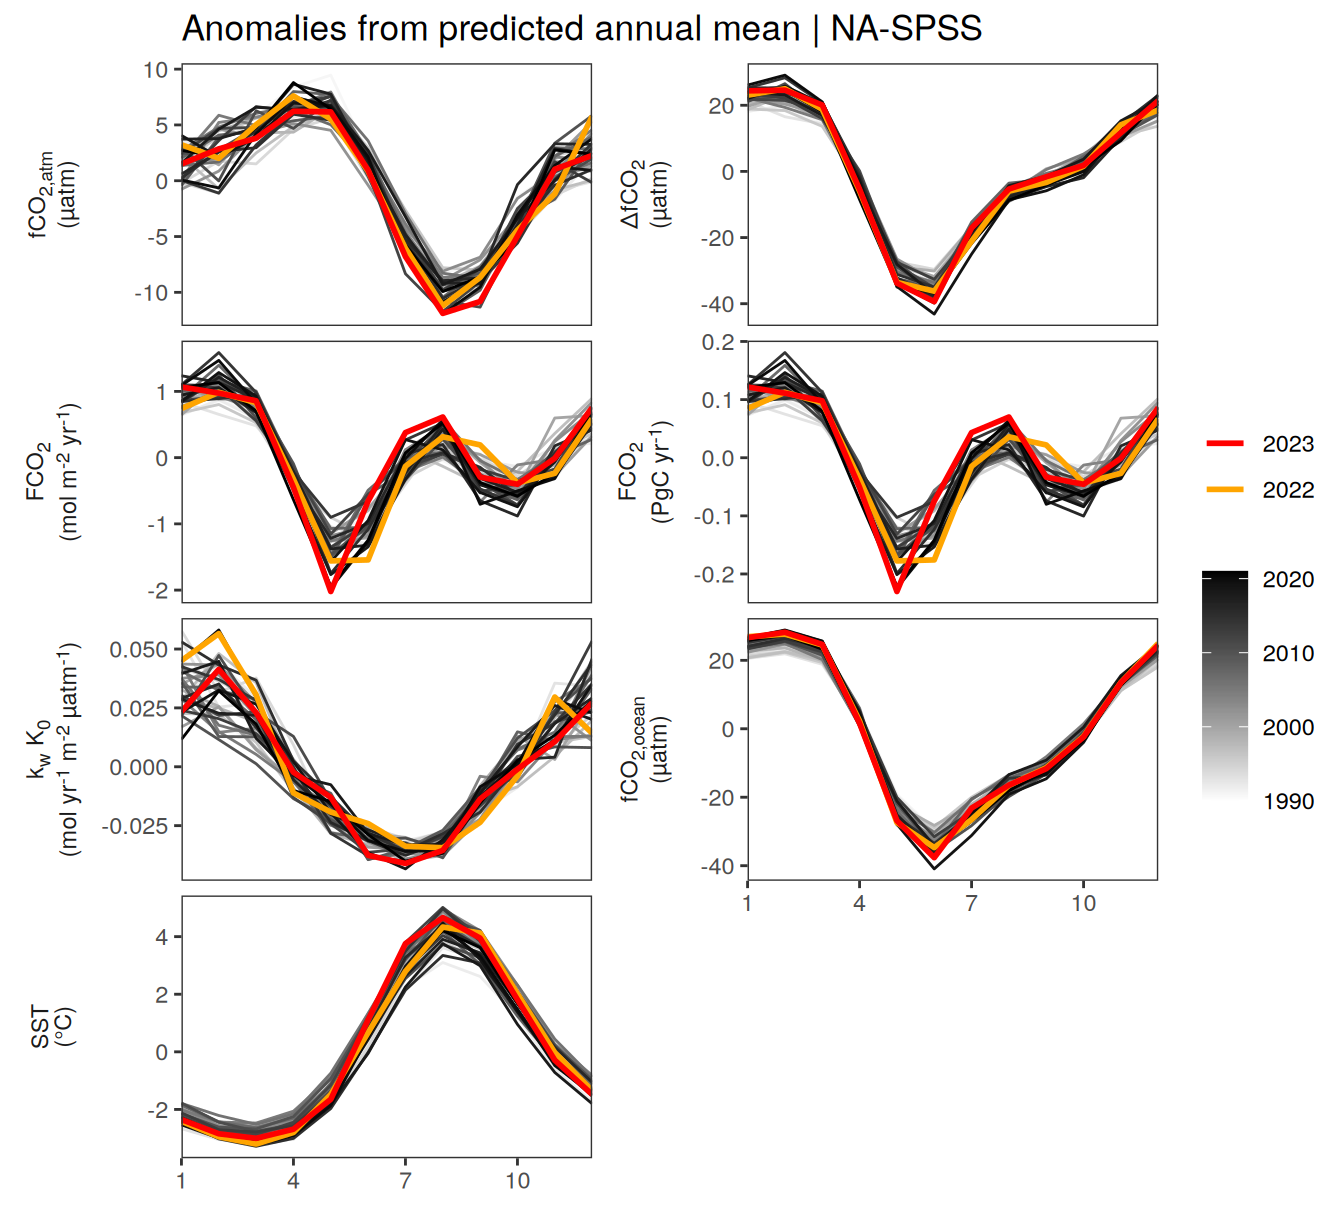 Anomalies from predicted annual mean | NA-SPSS
fCO2,atm
(µatm)
10
5
0
-5
-10
ΔfCO2
(µatm)
20
0
-20
-40
FCO2
(mol m-2 yr-1)
1
0
-1
-2
FCO2
(PgC yr-1)
0.2
0.1
0.0
-0.1
-0.2
kw K0
(mol yr-1 m-2 µatm-1)
0.050
0.025
0.000
-0.025
fCO2,ocean
(µatm)
20
0
-20
-40
1 4 7 10
SST
(°C)
4
2
0
-2
1 4 7 10
2023
2022
2020
2010
2000
1990